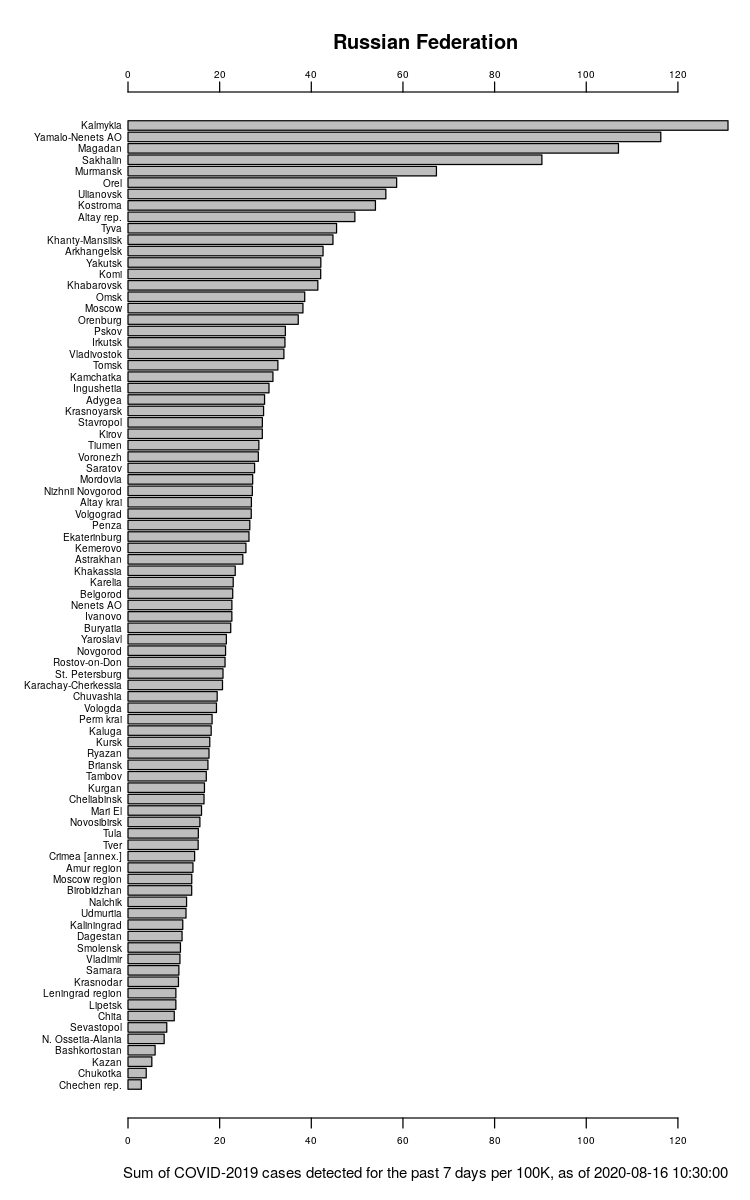 Russian Federation
0 20 40 60 80 100 120
Kalmykia
Yamalo-Nenets AO
Magadan
Sakhalin
Murmansk
Orel
Ulianovsk
Kostroma
Altay rep.
Tyva
Khanty-Mansiisk
Arkhangelsk
Yakutsk
Komi
Khabarovsk
Omsk
Moscow
Orenburg
Pskov
Irkutsk
Vladivostok
Tomsk
Kamchatka
Ingushetia
Adygea
Krasnoyarsk
Stavropol
Kirov
Tiumen
Voronezh
Saratov
Mordovia
Nizhnii Novgorod
Altay krai
Volgograd
Penza
Ekaterinburg
Kemerovo
Astrakhan
Khakassia
Karelia
Belgorod
Nenets AO
Ivanovo
Buryatia
Yaroslavl
Novgorod
Rostov-on-Don
St. Petersburg
Karachay-Cherkessia
Chuvashia
Vologda
Perm krai
Kaluga
Kursk
Ryazan
Briansk
Tambov
Kurgan
Cheliabinsk
Mari El
Novosibirsk
Tula
Tver
Crimea [annex.]
Amur region
Moscow region
Birobidzhan
Nalchik
Udmurtia
Kaliningrad
Dagestan
Smolensk
Vladimir
Samara
Krasnodar
Leningrad region
Lipetsk
Chita
Sevastopol
N. Ossetia-Alania
Bashkortostan
Kazan
Chukotka
Chechen rep.
0 20 40 60 80 100 120
Sum of COVID-2019 cases detected for the past 7 days per 100K, as of 2020-08-16 10:30:00